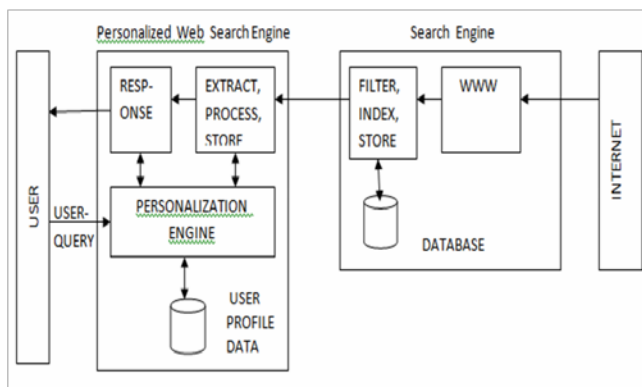 Personalized Web Search Engine
Search Engine
RESP-
ONSE
EXTRACT,
PROCESS,
STORE
FILTER,
INDEX,
STORE
WWW
USER
USER-
QUERY
PERSONALIZATION
ENGINE
DATABASE
INTERNET
USER
PROFILE
DATA